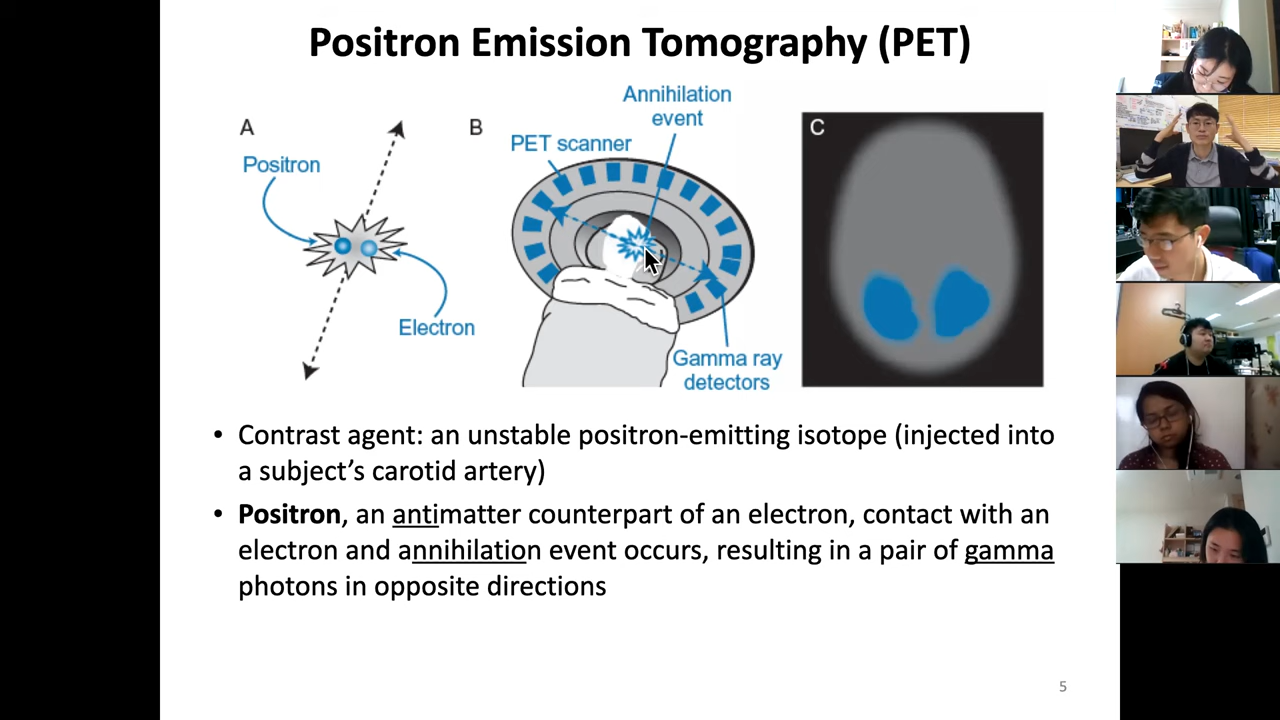 Positron Emission Tomography (PET)
A
Positron
Electron
B
PET scanner
Annihilation
event
Gamma ray
detectors
C
• Contrast agent: an unstable positron-emitting isotope (injected into
a subject’s carotid artery)
• Positron, an antimatter counterpart of an electron, contact with an
electron and annihilation event occurs, resulting in a pair of gamma
photons in opposite directions
5